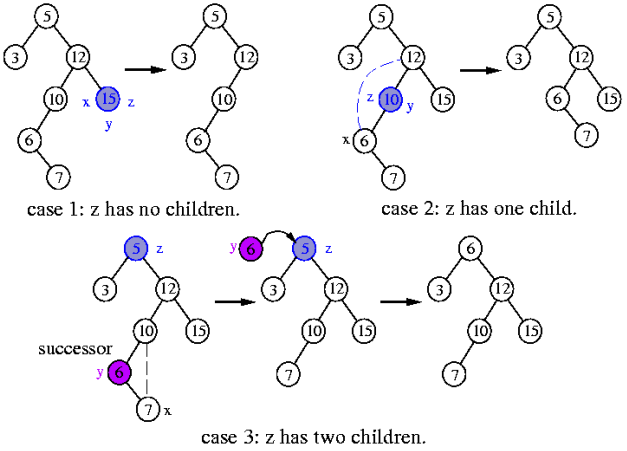 5 5 5 5
3 12 3 12 3 12 3 12
10 x 15 z 10 z 10 y 15 6 15
y
6 6 x 6 7
7 7 7
case 1: z has no children. case 2: z has one child.
5 z y 6 5 z 6
3 12 3 12 3 12
10 15 10 15 10 15
successor
y 6 7 7
7 x
case 3: z has two children.